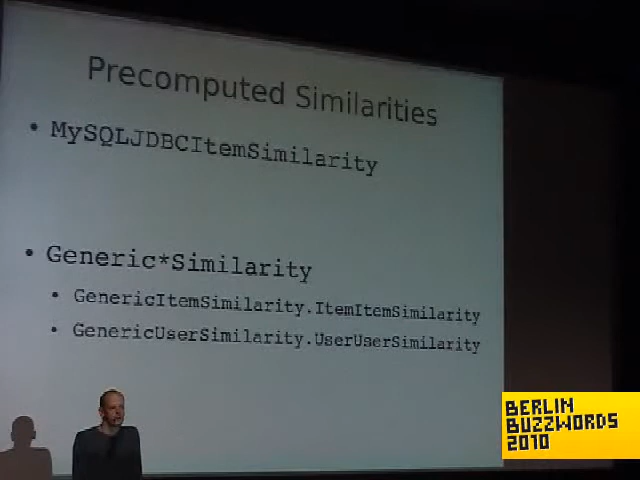 Precomputed Similarities
• MySQLJDBCItemSimilarity
• Generic*Similarity
• GenericItemSimilarity.ItemItemSimilarity
• GenericUserSimilarity.UserUserSimilarity
BERLIN
BUZZWORDS
2010